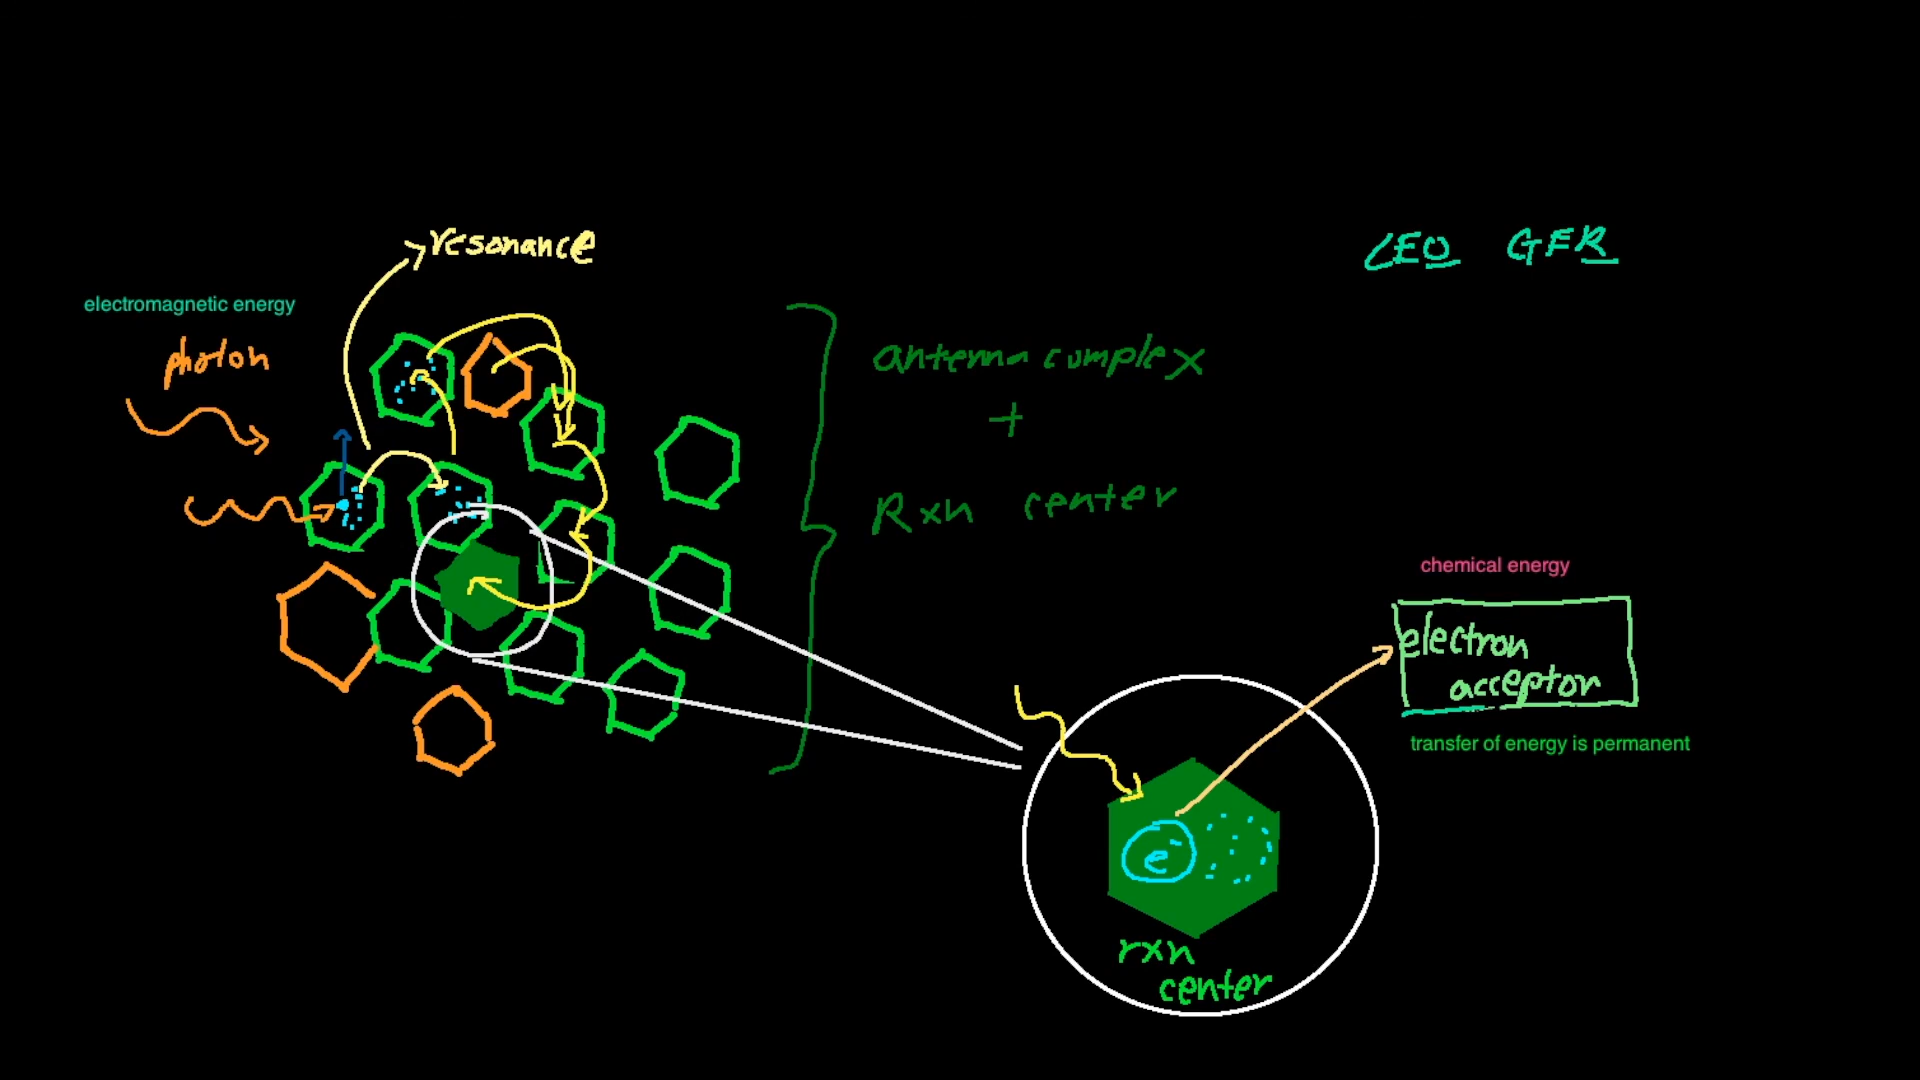 resonance
LEO GER
electromagnetic energy
photon
antenna complex
+
Rxn center
chemical energy
electron
acceptor
transfer of energy is permanent
e-
rxn
center